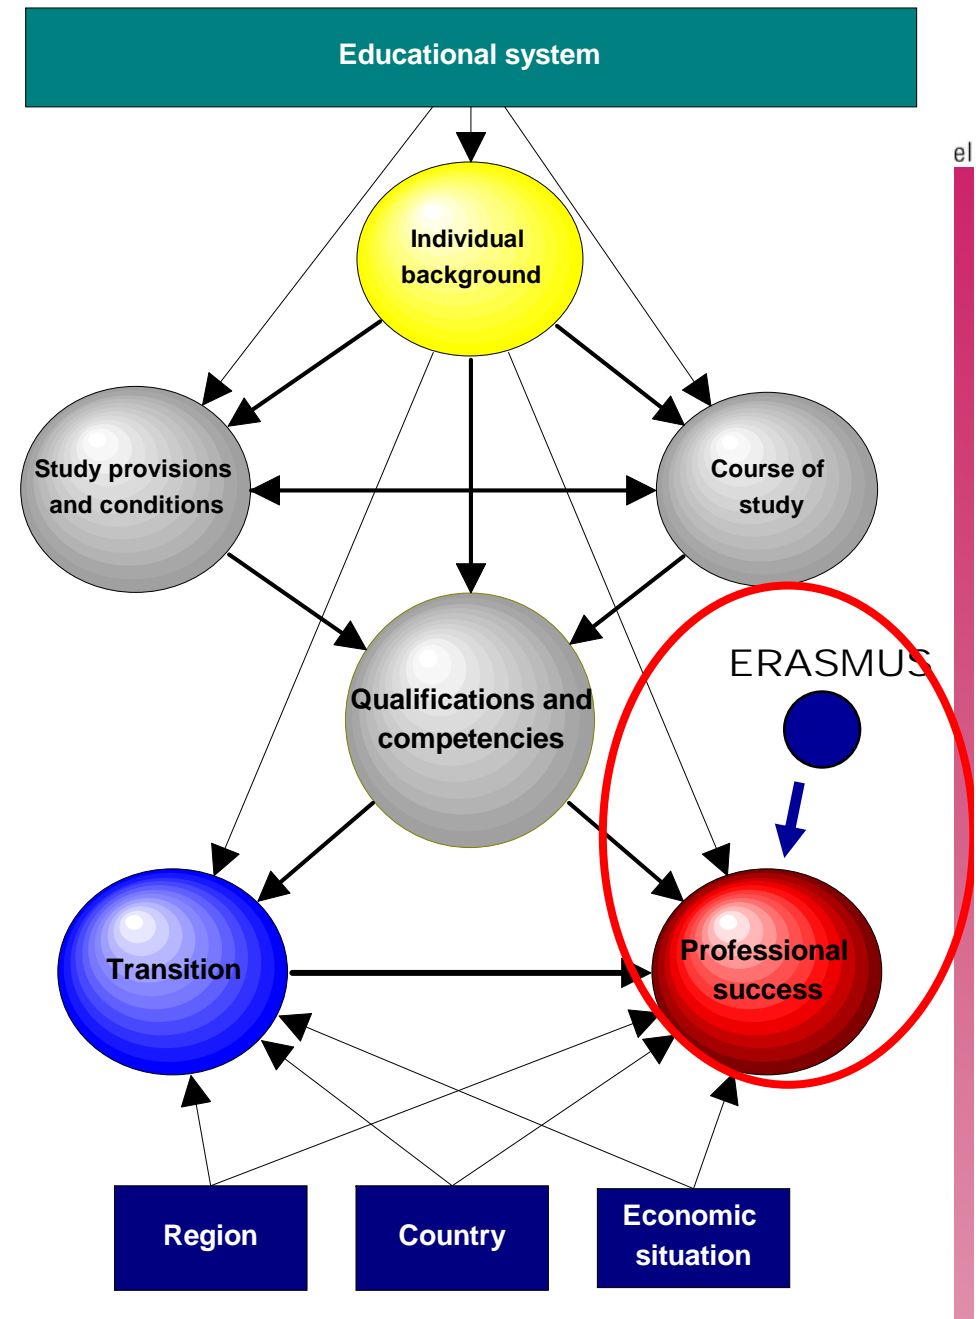 Educational system
el
Individual
background
Study provisions
and conditions
Course of
study
ERASMUS
Qualifications and
competencies
Transition
Professional
success
Region
Country
Economic
situation